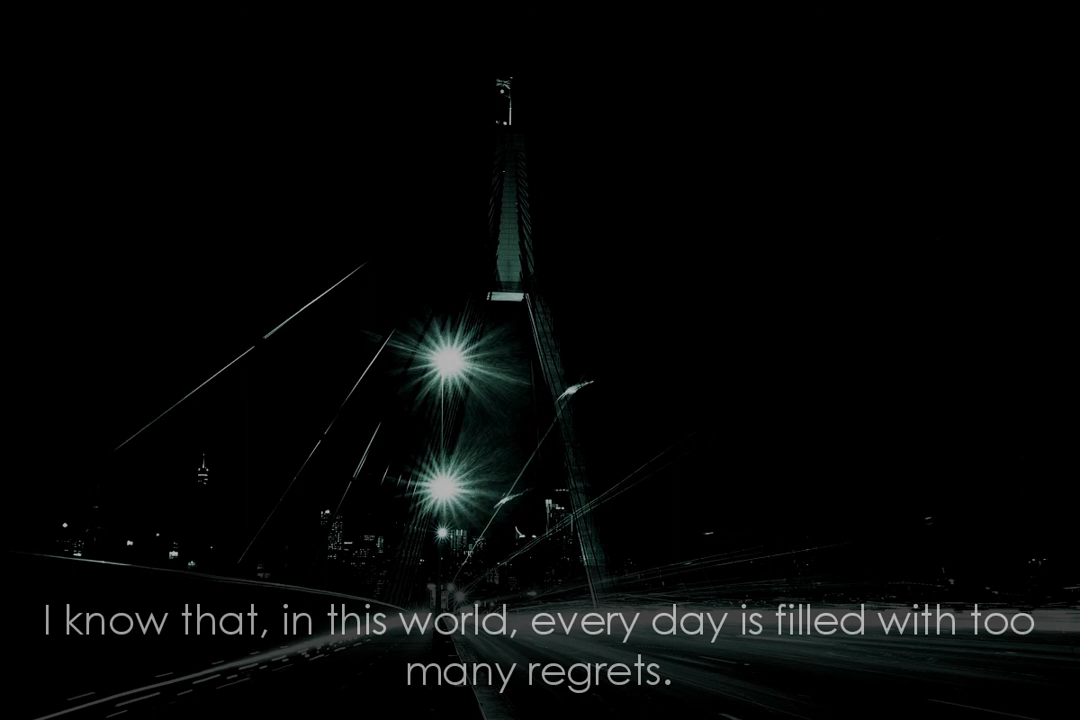 I know that, in this world, every day is filled with too
many regrets.